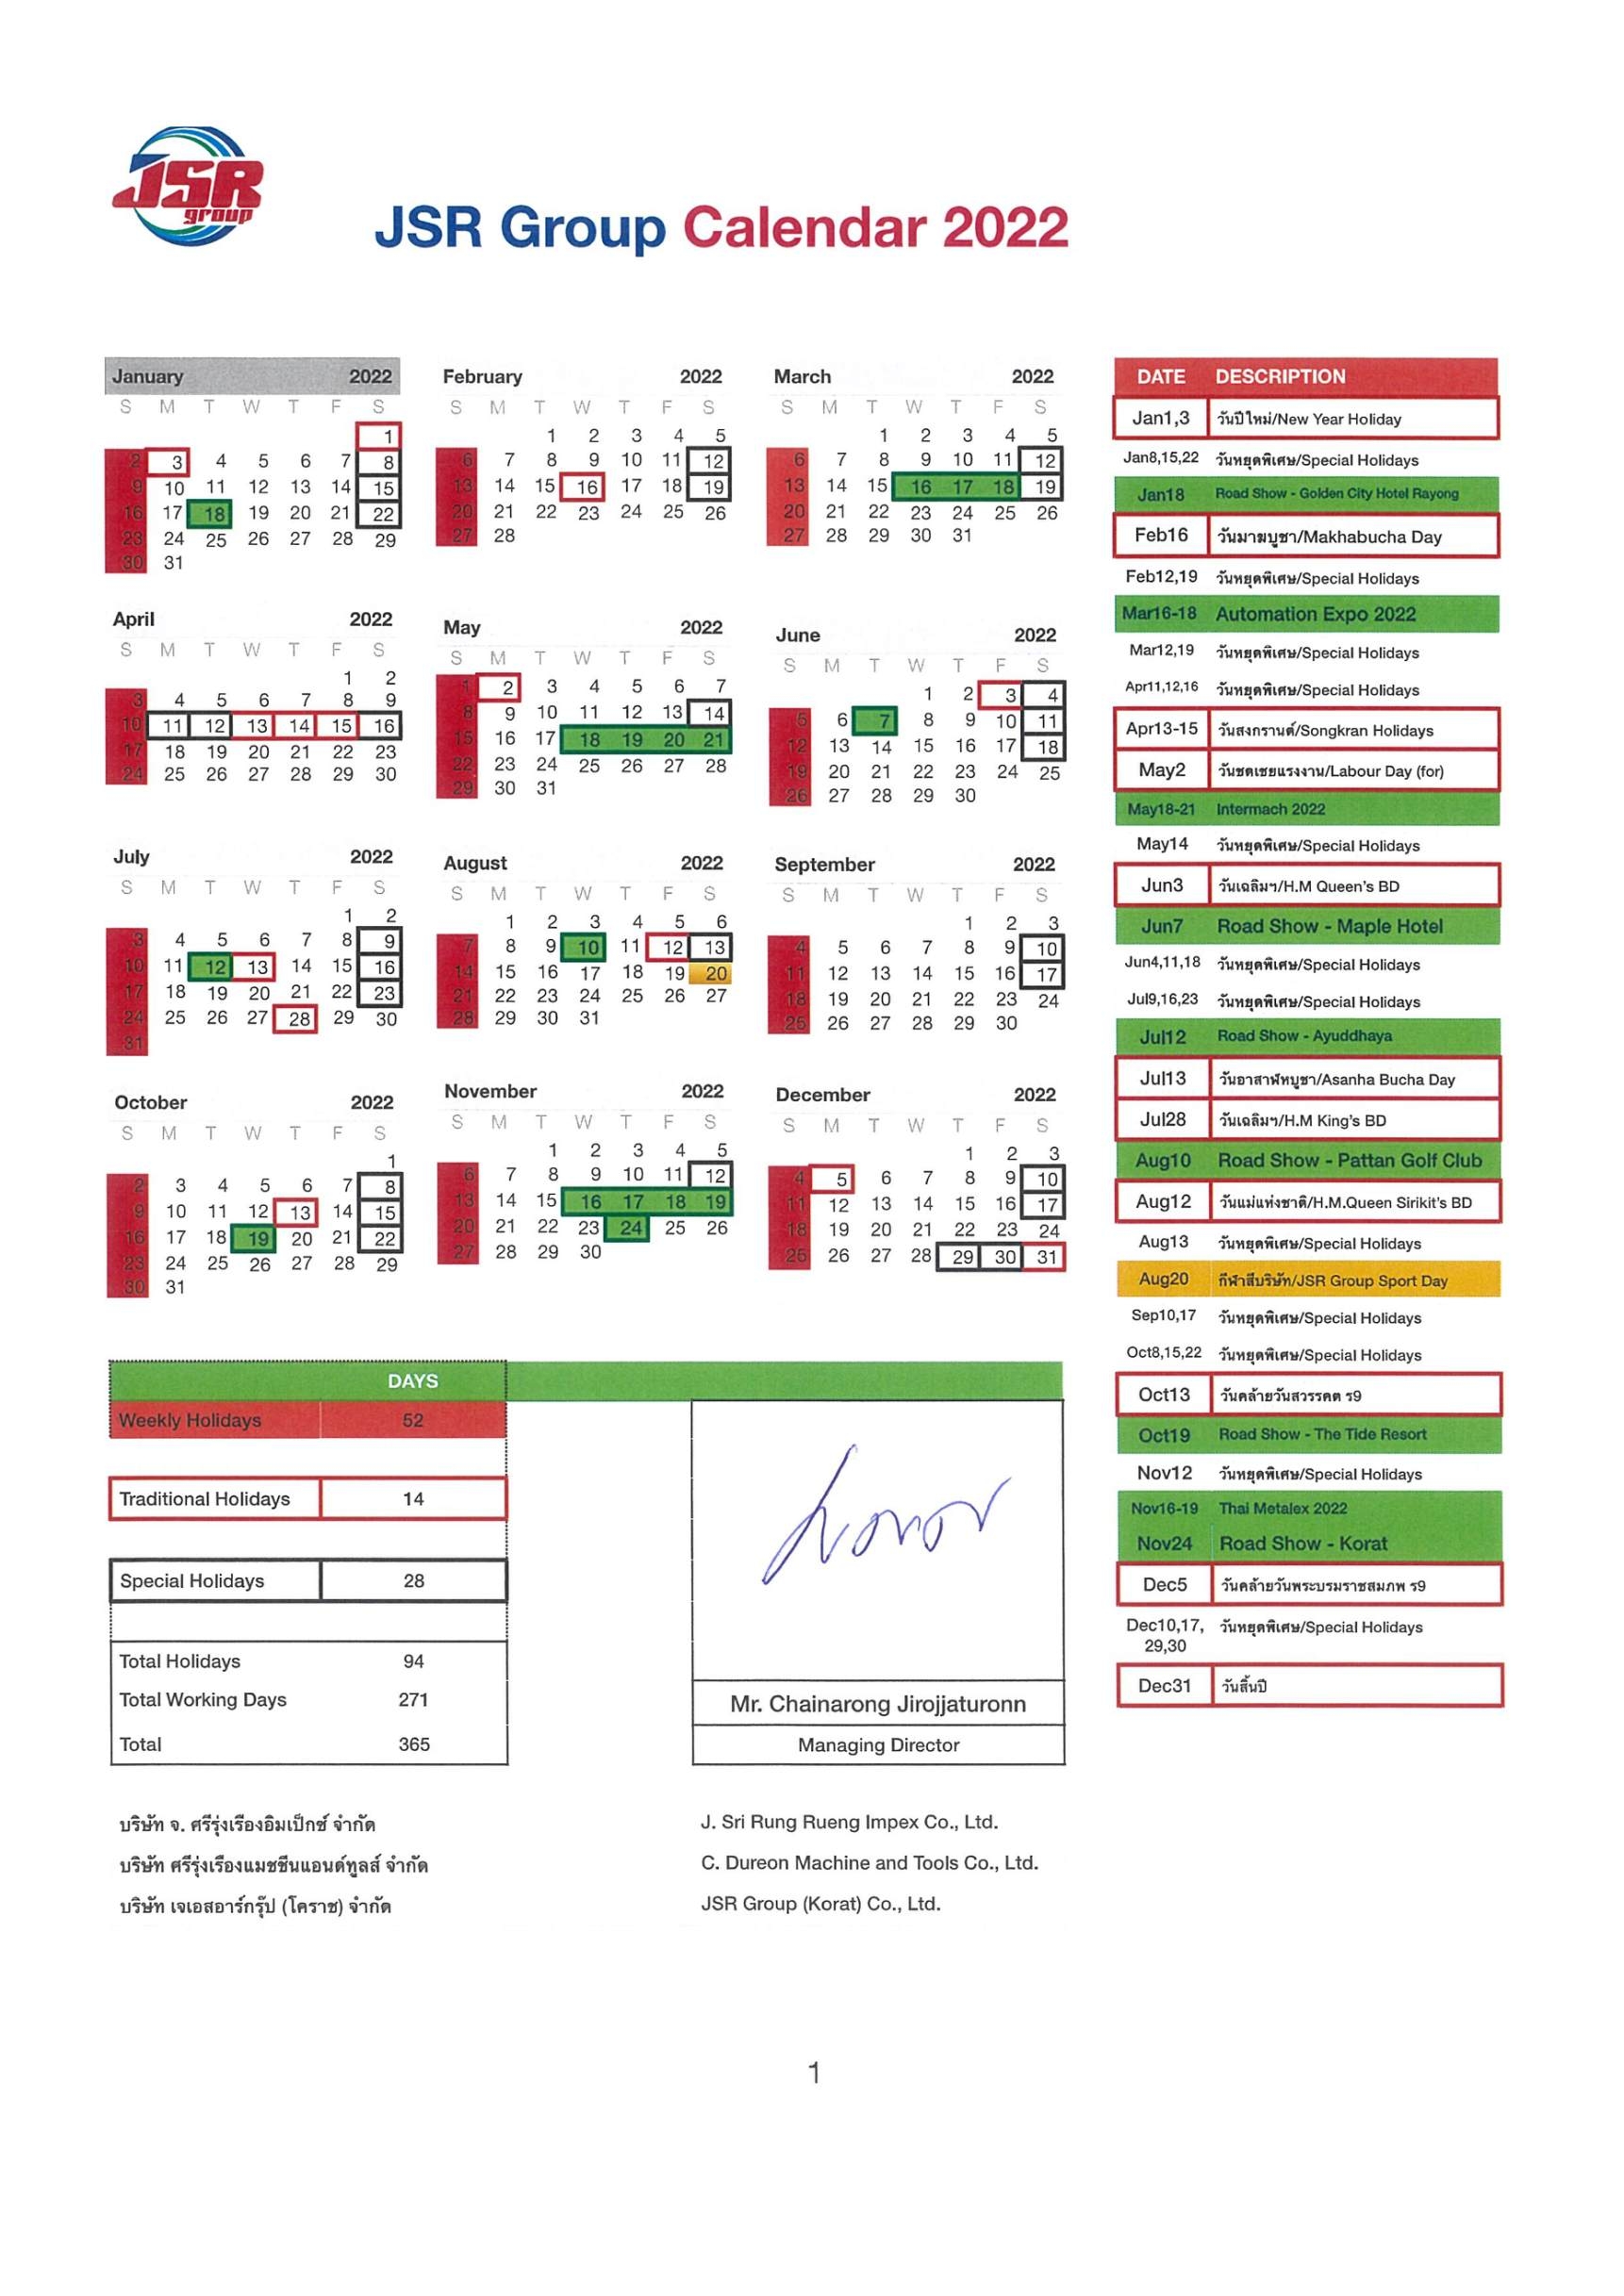 JSR
group
JSR Group Calendar 2022
January 2022
S M T W T F S
1
2 3 4 5 6 7 8
9 10 11 12 13 14 15
16 17 18 19 20 21 22
23 24 25 26 27 28 29
30 31
February 2022
S M T W T F S
1 2 3 4 5
6 7 8 9 10 11 12
13 14 15 16 17 18 19
20 21 22 23 24 25 26
27 28
March 2022
S M T W T F S
1 2 3 4 5
6 7 8 9 10 11 12
13 14 15 16 17 18 19
20 21 22 23 24 25 26
27 28 29 30 31
April 2022
S M T W T F S
1 2
3 4 5 6 7 8 9
10 11 12 13 14 15 16
17 18 19 20 21 22 23
24 25 26 27 28 29 30
May 2022
S M T W T F S
1 2 3 4 5 6 7
8 9 10 11 12 13 14
15 16 17 18 19 20 21
22 23 24 25 26 27 28
29 30 31
June 2022
S M T W T F S
1 2 3 4
5 6 7 8 9 10 11
12 13 14 15 16 17 18
19 20 21 22 23 24 25
26 27 28 29 30
July 2022
S M T W T F S
1 2
3 4 5 6 7 8 9
10 11 12 13 14 15 16
17 18 19 20 21 22 23
24 25 26 27 28 29 30
31
August 2022
S M T W T F S
1 2 3 4 5 6
7 8 9 10 11 12 13
14 15 16 17 18 19 20
21 22 23 24 25 26 27
28 29 30 31
September 2022
S M T W T F S
1 2 3
4 5 6 7 8 9 10
11 12 13 14 15 16 17
18 19 20 21 22 23 24
25 26 27 28 29 30
October 2022
S M T W T F S
1
2 3 4 5 6 7 8
9 10 11 12 13 14 15
16 17 18 19 20 21 22
23 24 25 26 27 28 29
30 31
November 2022
S M T W T F S
1 2 3 4 5
6 7 8 9 10 11 12
13 14 15 16 17 18 19
20 21 22 23 24 25 26
27 28 29 30
December 2022
S M T W T F S
1 2 3
4 5 6 7 8 9 10
11 12 13 14 15 16 17
18 19 20 21 22 23 24
25 26 27 28 29 30 31
DATE DESCRIPTION
Jan1,3 วันปีใหม่/New Year Holiday
Jan8,15,22 วันหยุดพิเศษ/Special Holidays
Jan18 Road Show - Golden City Hotel Rayong
Feb16 วันมาฆบูชา/Makhabucha Day
Feb12,19 วันหยุดพิเศษ/Special Holidays
Mar16-18 Automation Expo 2022
Mar12,19 วันหยุดพิเศษ/Special Holidays
Apr11,12,16 วันหยุดพิเศษ/Special Holidays
Apr13-15 วันสงกรานต์/Songkran Holidays
May2 วันชดเชยแรงงาน/Labour Day (for)
May18-21 Intermach 2022
May14 วันหยุดพิเศษ/Special Holidays
Jun3 วันเฉลิมฯ/H.M Queen's BD
Jun7 Road Show - Maple Hotel
Jun4,11,18 วันหยุดพิเศษ/Special Holidays
Jul9,16,23 วันหยุดพิเศษ/Special Holidays
Jul12 Road Show - Ayuddhaya
Jul13 วันอาสาฬหบูชา/Asanha Bucha Day
Jul28 วันเฉลิมฯ/H.M King's BD
Aug10 Road Show - Pattan Golf Club
Aug12 วันแม่แห่งชาติ/H.M.Queen Sirikit's BD
Aug13 วันหยุดพิเศษ/Special Holidays
Aug20 กีฬาสีบริษัท/JSR Group Sport Day
Sep10,17 วันหยุดพิเศษ/Special Holidays
Oct8,15,22 วันหยุดพิเศษ/Special Holidays
Oct13 วันคล้ายวันสวรรคต ร9
Oct19 Road Show - The Tide Resort
Nov12 วันหยุดพิเศษ/Special Holidays
Nov16-19 Thai Metalex 2022
Nov24 Road Show - Korat
Dec5 วันคล้ายวันพระบรมราชสมภพ ร9
Dec10,17, วันหยุดพิเศษ/Special Holidays
29,30
Dec31 วันสิ้นปี
DAYS
Weekly Holidays 52
Traditional Holidays 14
Special Holidays 28
Total Holidays 94
Total Working Days 271
Total 365
Mr. Chainarong Jirojjaturonn
Managing Director
บริษัท จ. ศรีรุ่งเรืองอิมเป็กซ์ จำกัด J. Sri Rung Rueng Impex Co., Ltd.
บริษัท ศรีรุ่งเรืองแมชชีนแอนด์ทูลส์ จำกัด C. Dureon Machine and Tools Co., Ltd.
บริษัท เจเอสอาร์กรุ๊ป (โคราช) จำกัด JSR Group (Korat) Co., Ltd.
1